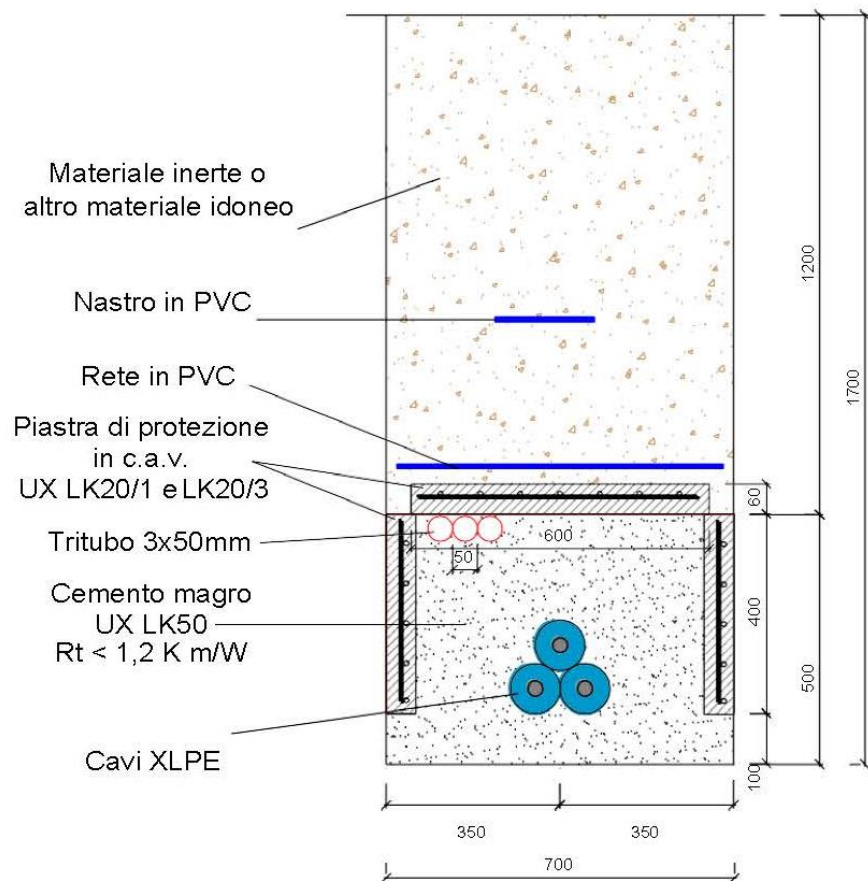 Materiale inerte o
altro materiale idoneo
Nastro in PVC
Rete in PVC
Piastra di protezione
in c.a.v.
UX LK20/1 e LK20/3
Tritubo 3x50mm
Cemento magro
UX LK50
Rt < 1,2 K m/W
Cavi XLPE
600
50
1200
1700
60
400
500
100
350
350
700